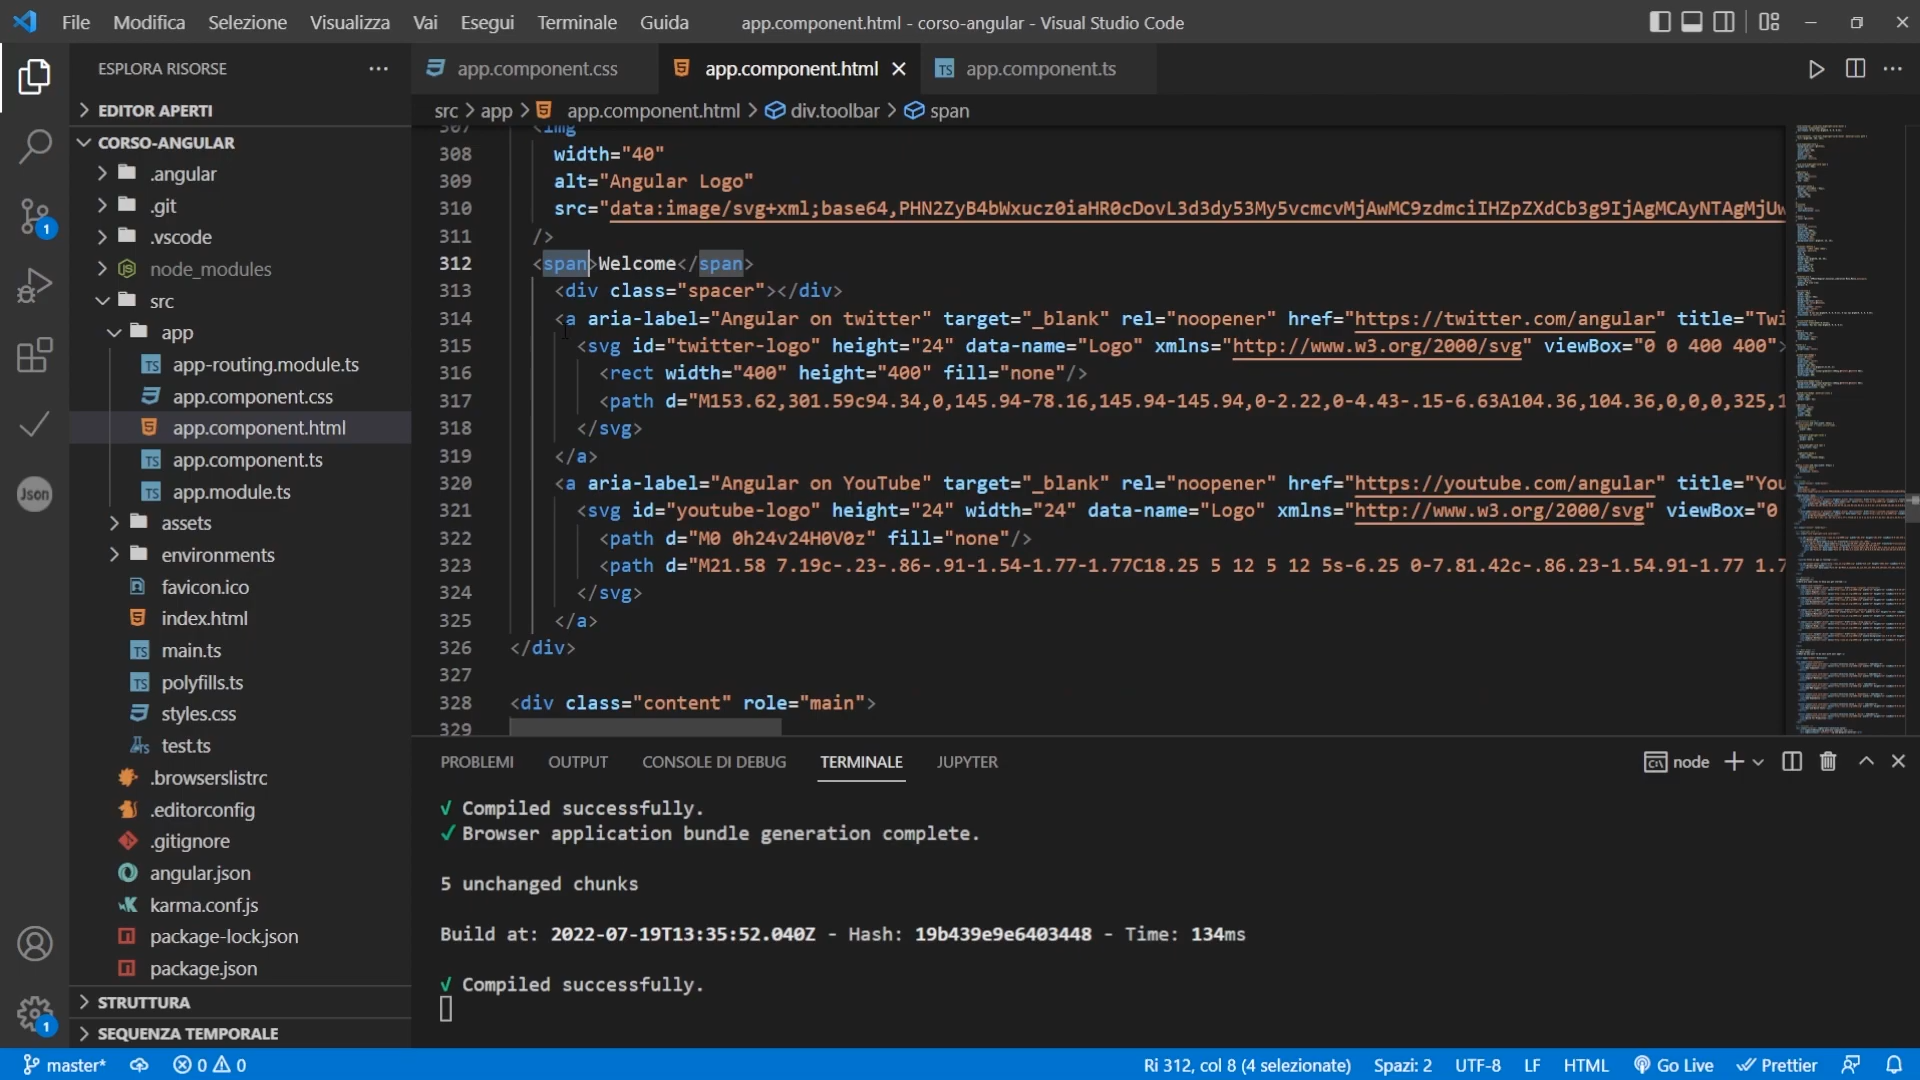 File Modifica Selezione Visualizza Vai Esegui Terminale Guida
app.component.html - corso-angular - Visual Studio Code
ESPLORA RISORSE
app.component.css
app.component.html
TS app.component.ts
src > app > app.component.html > div.toolbar > span
EDITOR APERTI
CORSO-ANGULAR
.angular
.git
.vscode
node_modules
src
app
TS app-routing.module.ts
app.component.css
app.component.html
TS app.component.ts
TS app.module.ts
assets
environments
favicon.ico
index.html
TS main.ts
TS polyfills.ts
styles.css
test.ts
.browserslistrc
.editorconfig
.gitignore
angular.json
karma.conf.js
package-lock.json
package.json
STRUTTURA
SEQUENZA TEMPORALE
1
Json
1
307 <img
308 width="40"
309 alt="Angular Logo"
310 src="data:image/svg+xml;base64,PHN2ZyB4bWxucz0iaHR0cDovL3d3dy53My5vcmcvMjAwMC9zdmciIHZpZXdCb3g9IjAgMCAyNTAgMjUw
311 />
312 <span>Welcome</span>
313 <div class="spacer"></div>
314 <a aria-label="Angular on twitter" target="_blank" rel="noopener" href="https://twitter.com/angular" title="Twi
315 <svg id="twitter-logo" height="24" data-name="Logo" xmlns="http://www.w3.org/2000/svg" viewBox="0 0 400 400">
316 <rect width="400" height="400" fill="none"/>
317 <path d="M153.62,301.59c94.34,0,145.94-78.16,145.94-145.94,0-2.22,0-4.43-.15-6.63A104.36,104.36,0,0,0,325,1
318 </svg>
319 </a>
320 <a aria-label="Angular on YouTube" target="_blank" rel="noopener" href="https://youtube.com/angular" title="You
321 <svg id="youtube-logo" height="24" width="24" data-name="Logo" xmlns="http://www.w3.org/2000/svg" viewBox="0
322 <path d="M0 0h24v24H0V0z" fill="none"/>
323 <path d="M21.58 7.19c-.23-.86-.91-1.54-1.77-1.77C18.25 5 12 5 12 5s-6.25 0-7.81.42c-.86.23-1.54.91-1.77 1.7
324 </svg>
325 </a>
326 </div>
327
328 <div class="content" role="main">
329
PROBLEMI OUTPUT CONSOLE DI DEBUG TERMINALE JUPYTER
node
√ Compiled successfully.
✔ Browser application bundle generation complete.
5 unchanged chunks
Build at: 2022-07-19T13:35:52.040Z - Hash: 19b439e9e6403448 - Time: 134ms
√ Compiled successfully.
master* 0 0 Ri 312, col 8 (4 selezionate) Spazi: 2 UTF-8 LF HTML Go Live Prettier